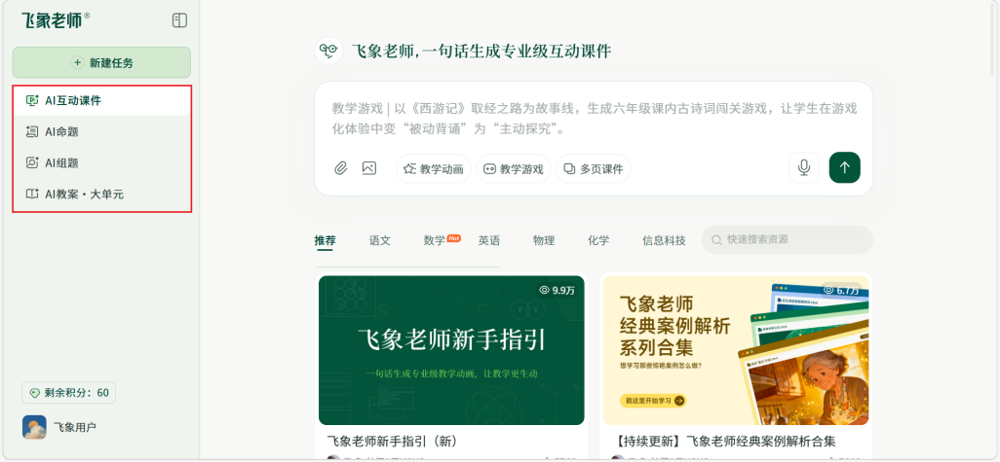 飞象老师®
新建任务
AI互动课件
AI命题
AI组题
AI教案·大单元
剩余积分：60
飞象用户
飞象老师,一句话生成专业级互动课件
教学游戏 | 以《西游记》取经之路为故事线，生成六年级课内古诗词闯关游戏，让学生在游戏
化体验中变“被动背诵”为“主动探究”。
教学动画
教学游戏
多页课件
推荐
语文
数学 Hot
英语
物理
化学
信息科技
快速搜索资源
9.9万
飞象老师新手指引
一句话生成专业级教学动画，让教学更生动
飞象老师新手指引（新）
6.7万
飞象老师
经典案例解析
系列合集
想学习那些惊艳案例怎么做?
戳这里开始学习
【持续更新】飞象老师经典案例解析合集